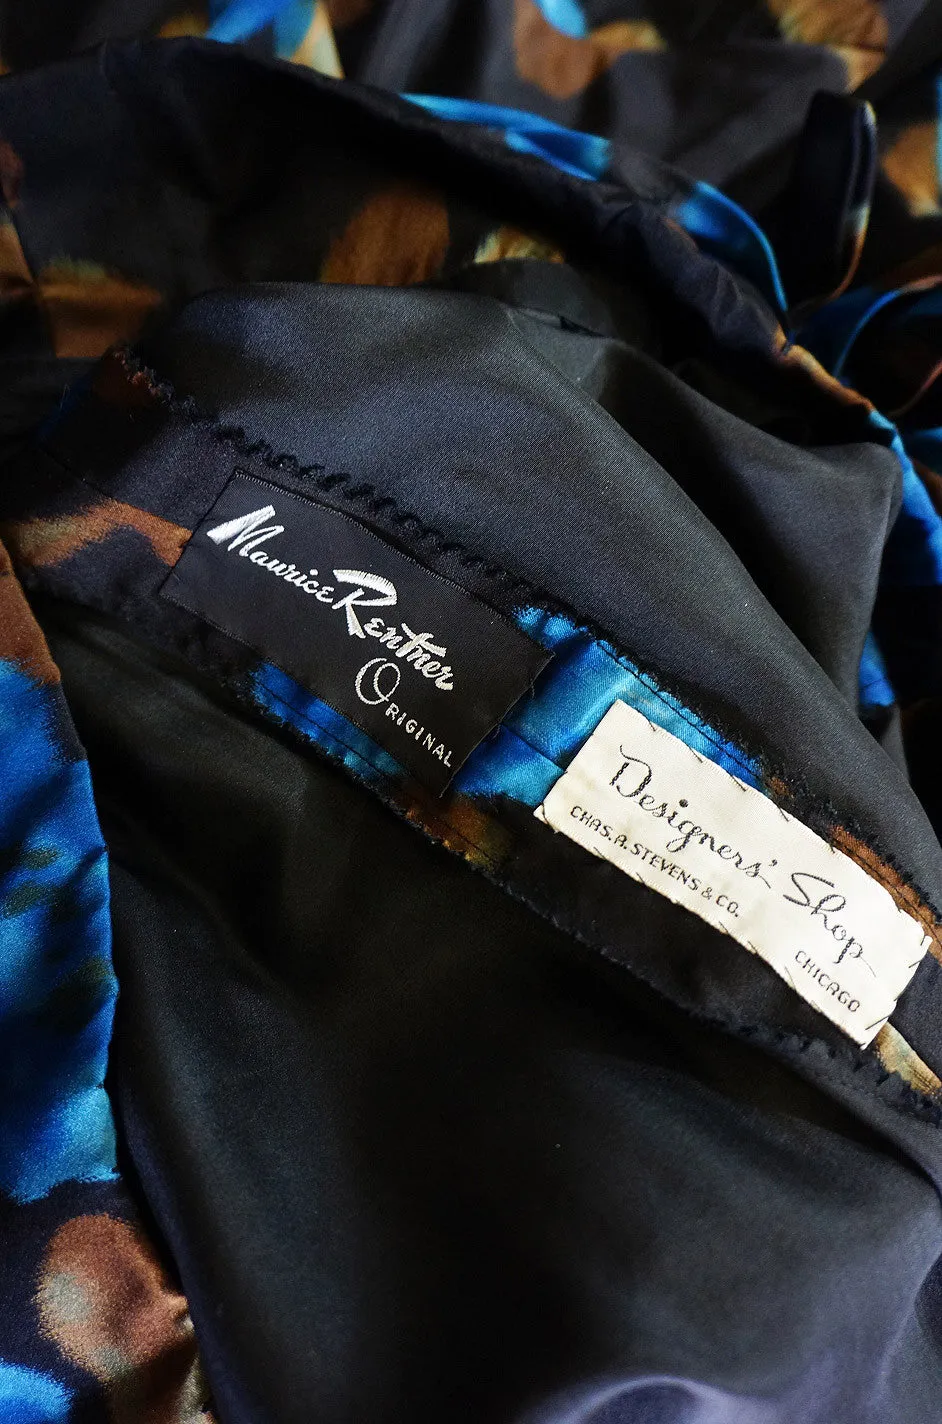 Maurice Rentner
ORIGINAL
Designers' Shop
CHAS. A. STEVENS & CO.
CHICAGO